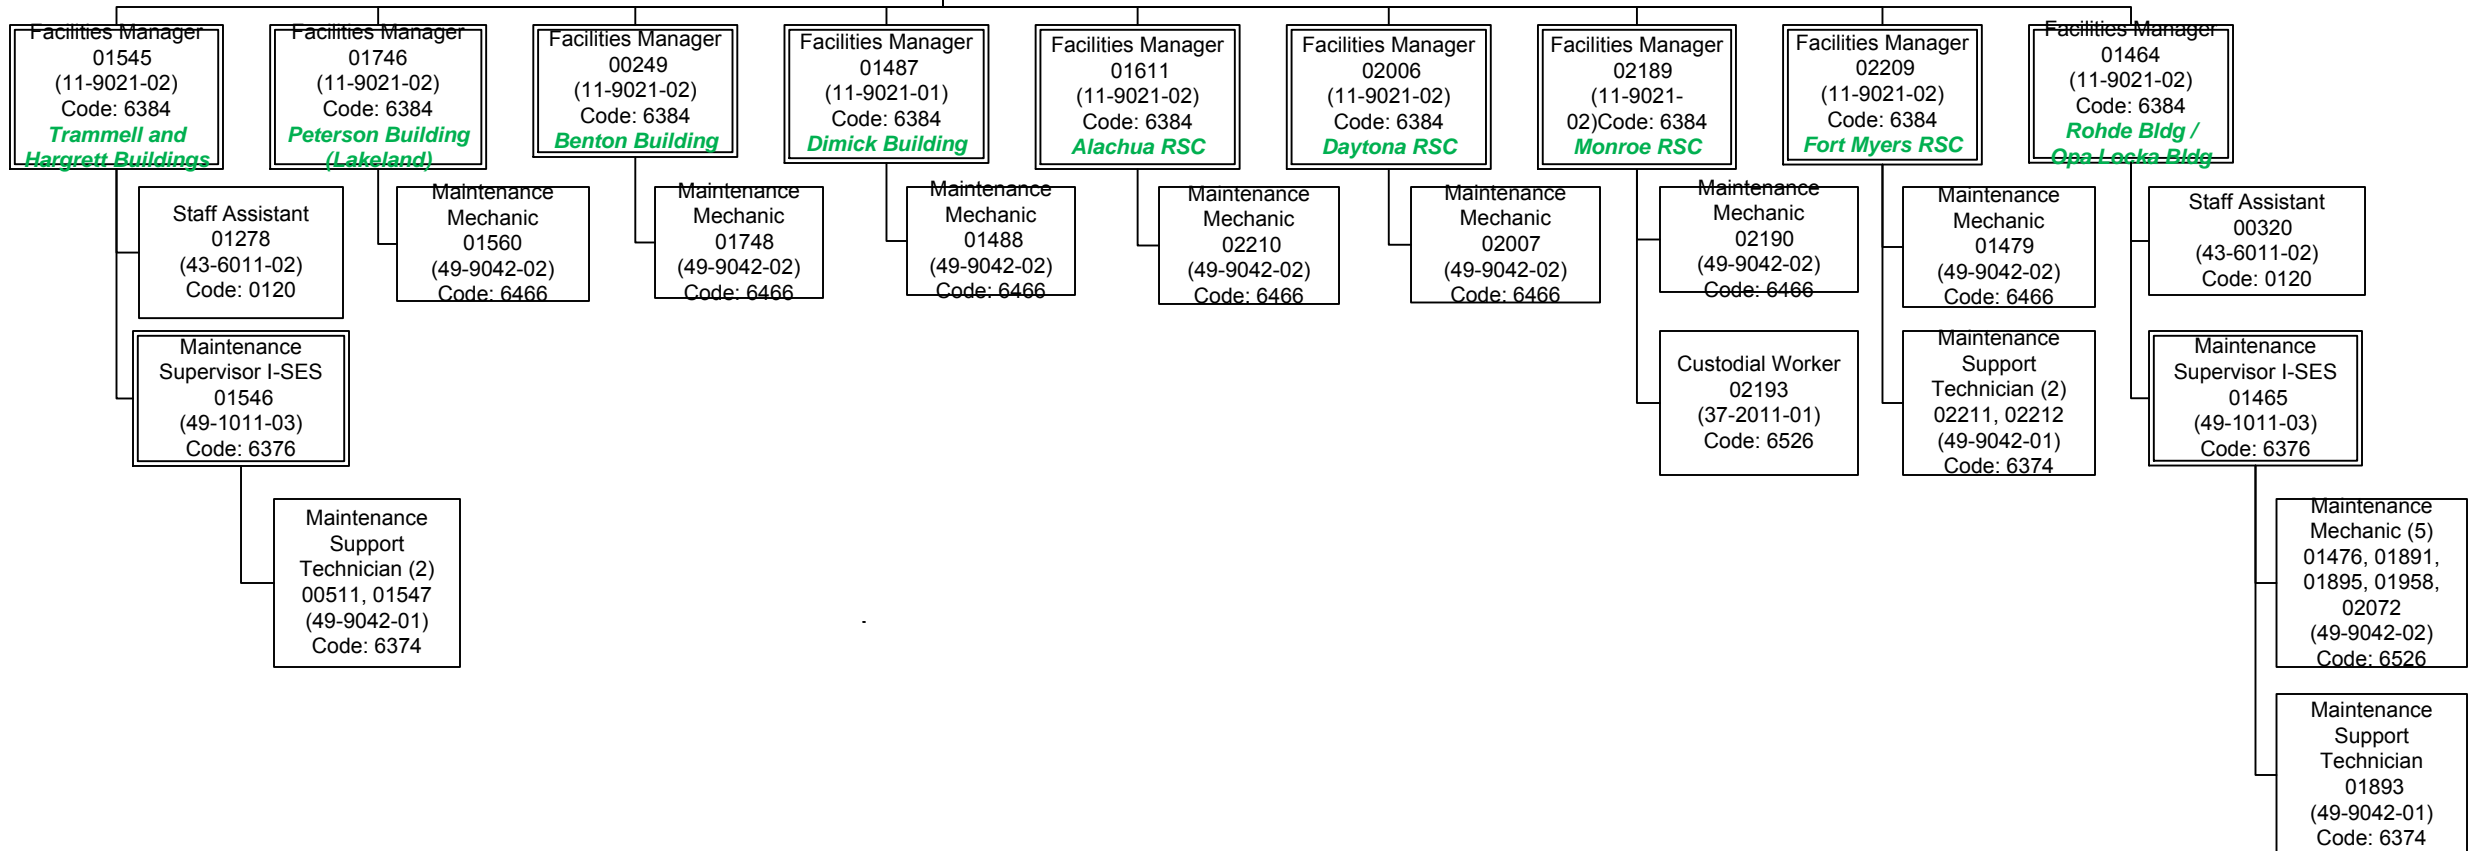 Facilities Manager
01545
(11-9021-02)
Code: 6384
Trammell and
Hargrett Buildings
Facilities Manager
01746
(11-9021-02)
Code: 6384
Peterson Building
(Lakeland)
Facilities Manager
00249
(11-9021-02)
Code: 6384
Benton Building
Facilities Manager
01487
(11-9021-01)
Code: 6384
Dimick Building
Facilities Manager
01611
(11-9021-02)
Code: 6384
Alachua RSC
Facilities Manager
02006
(11-9021-02)
Code: 6384
Daytona RSC
Facilities Manager
02189
(11-9021-
02)Code: 6384
Monroe RSC
Facilities Manager
02209
(11-9021-02)
Code: 6384
Fort Myers RSC
Facilities Manager
01464
(11-9021-02)
Code: 6384
Rohde Bldg /
Opa Locka Bldg
Staff Assistant
01278
(43-6011-02)
Code: 0120
Maintenance
Mechanic
01560
(49-9042-02)
Code: 6466
Maintenance
Mechanic
01748
(49-9042-02)
Code: 6466
Maintenance
Mechanic
01488
(49-9042-02)
Code: 6466
Maintenance
Mechanic
02210
(49-9042-02)
Code: 6466
Maintenance
Mechanic
02007
(49-9042-02)
Code: 6466
Maintenance
Mechanic
02190
(49-9042-02)
Code: 6466
Maintenance
Mechanic
01479
(49-9042-02)
Code: 6466
Staff Assistant
00320
(43-6011-02)
Code: 0120
Maintenance
Supervisor I-SES
01546
(49-1011-03)
Code: 6376
Custodial Worker
02193
(37-2011-01)
Code: 6526
Maintenance
Support
Technician (2)
02211, 02212
(49-9042-01)
Code: 6374
Maintenance
Supervisor I-SES
01465
(49-1011-03)
Code: 6376
Maintenance
Support
Technician (2)
00511, 01547
(49-9042-01)
Code: 6374
Maintenance
Mechanic (5)
01476, 01891,
01895, 01958,
02072
(49-9042-02)
Code: 6526
Maintenance
Support
Technician
01893
(49-9042-01)
Code: 6374